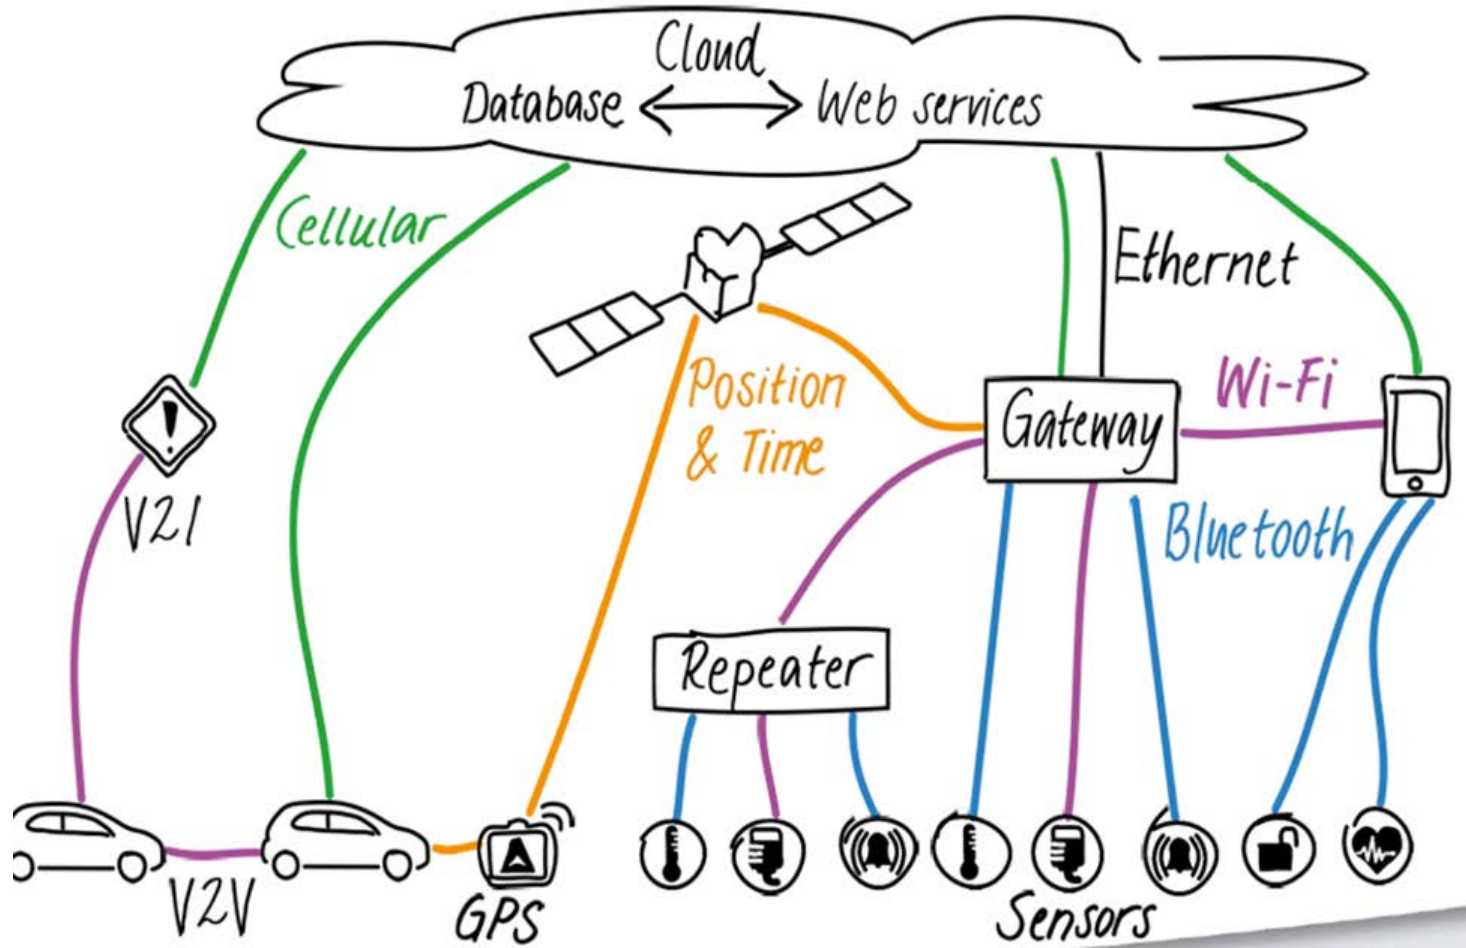 Cloud
Database Web services
Cellular
Ethernet
Position
& Time
Wi-Fi
Gateway
V2I
Bluetooth
Repeater
V2V
GPS
Sensors